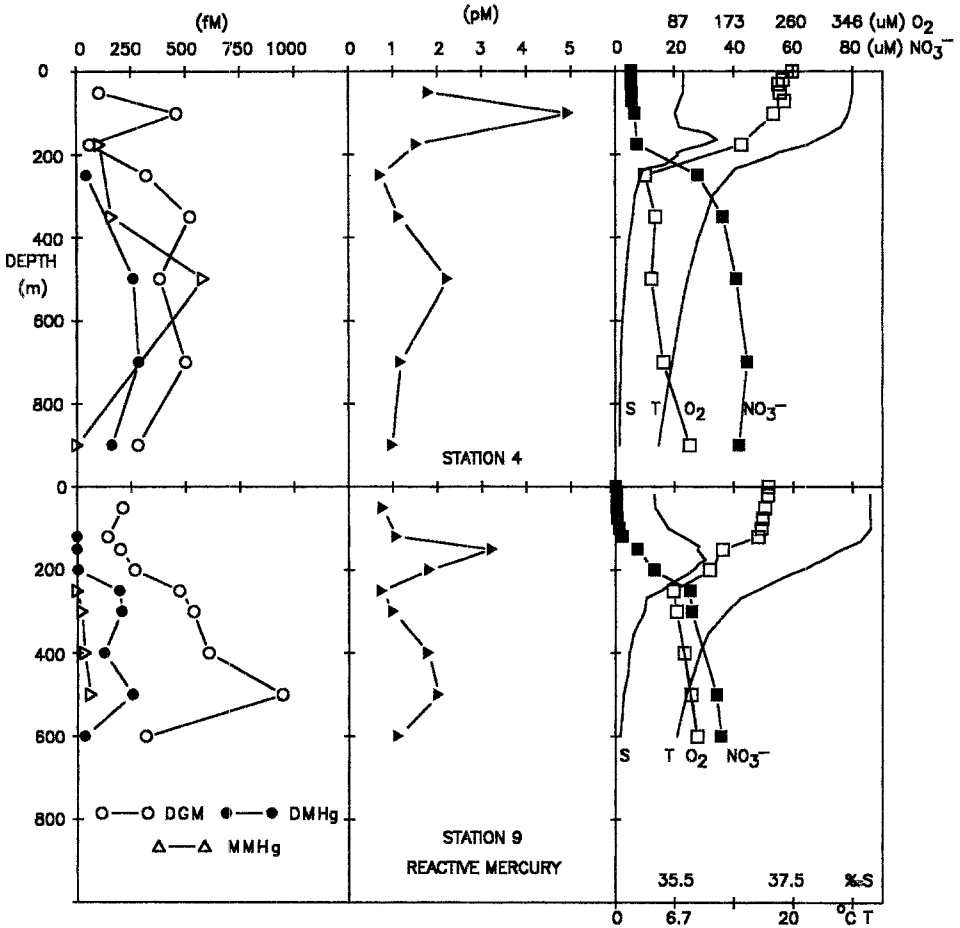 (fM) (pM) 87 173 260 346 (uM) O2
0 250 500 750 1000 0 1 2 3 4 5 0 20 40 60 80 (uM) NO3−
0
200
400
DEPTH
(m)
600
800
S T O2 NO3−
STATION 4
0
200
400
600
S T O2 NO3−
DGM DMHg
MMHg
800
STATION 9
REACTIVE MERCURY
35.5 37.5 ‰S
0 6.7 20 °C T